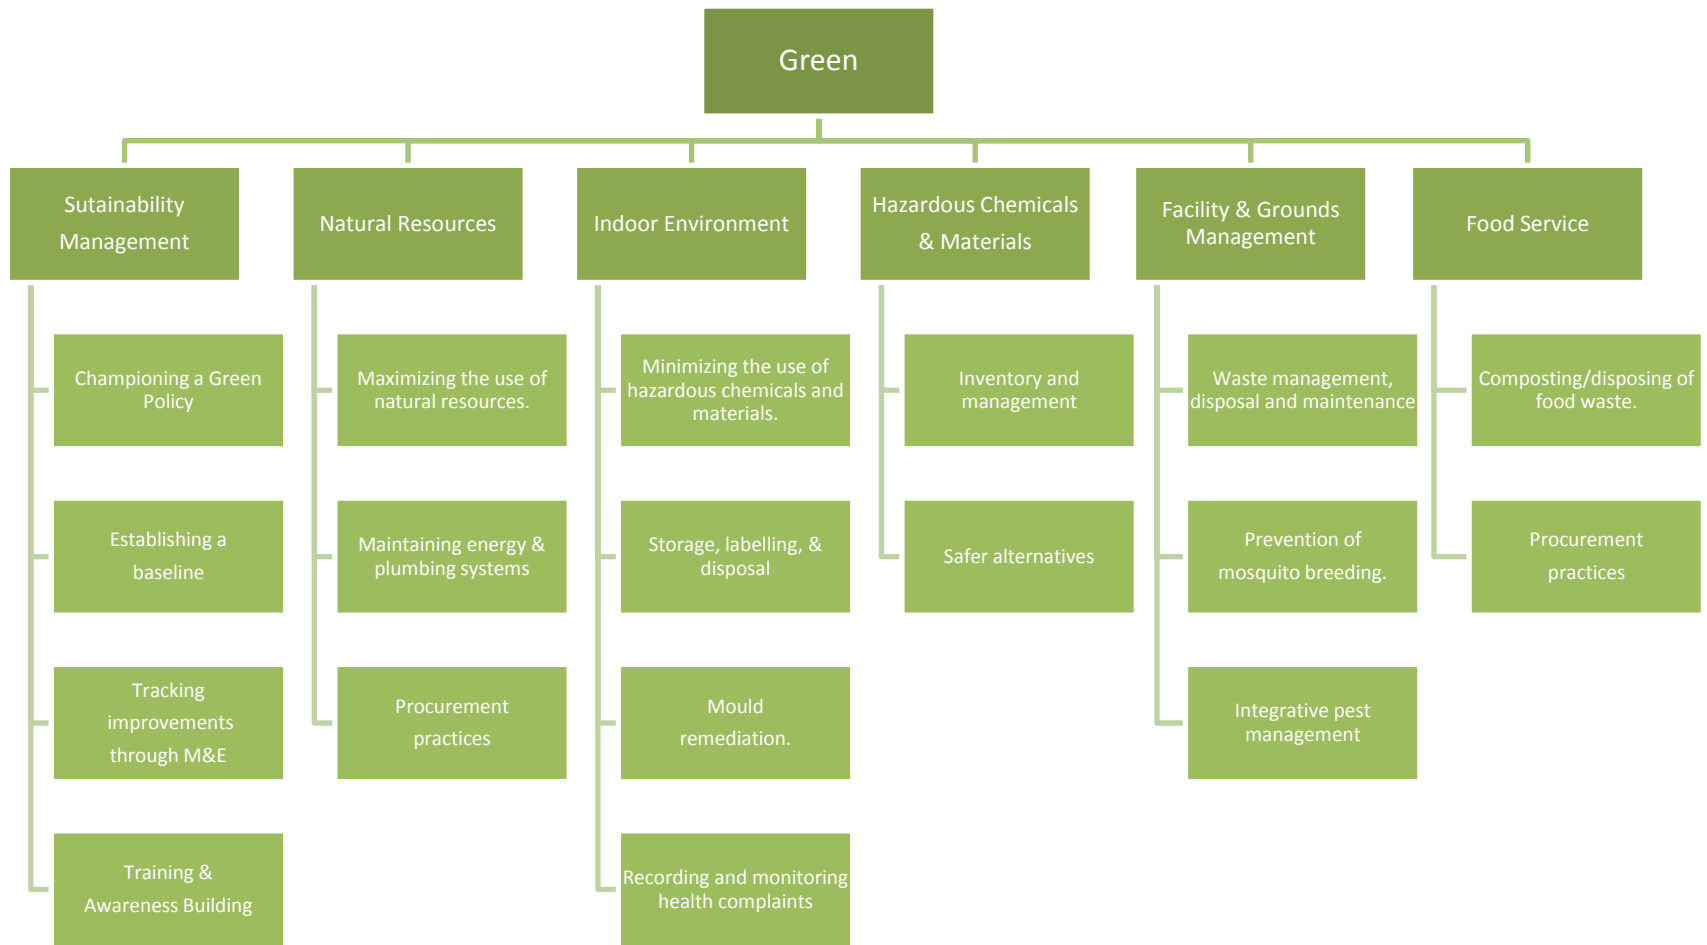 Green
Sutainability
Management
Championing a Green
Policy
Establishing a
baseline
Tracking
improvements
through M&E
Training &
Awareness Building
Natural Resources
Maximizing the use of
natural resources.
Maintaining energy &
plumbing systems
Procurement
practices
Indoor Environment
Minimizing the use of
hazardous chemicals and
materials.
Storage, labelling, &
disposal
Mould
remediation.
Recording and monitoring
health complaints
Hazardous Chemicals
& Materials
Inventory and
management
Safer alternatives
Facility & Grounds
Management
Waste management,
disposal and maintenance
Prevention of
mosquito breeding.
Integrative pest
management
Food Service
Composting/disposing of
food waste.
Procurement
practices